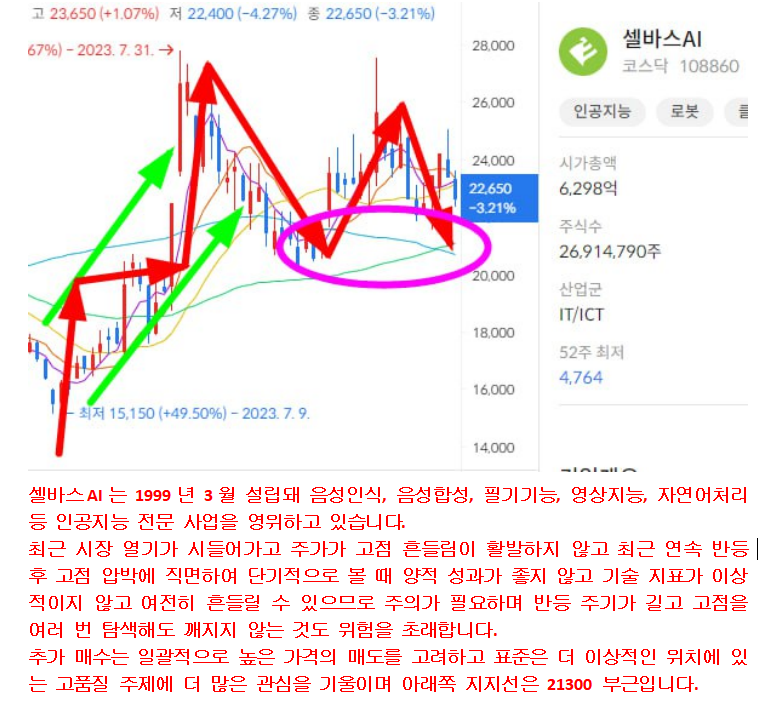 고 23,650 (+1.07%) 저 22,400 (-4.27%) 종 22,650 (-3.21%)
67%) - 2023. 7. 31. →
28,000
26,000
24,000
22,650
-3.21%
20,000
18,000
16,000
14,000
최저 15,150 (+49.50%) - 2023. 7. 9.
셀바스AI
코스닥 108860
인공지능 로봇
시가총액
6,298억
주식수
26,914,790주
산업군
IT/ICT
52주 최저
4,764
셀바스AI 는 1999 년 3 월 설립돼 음성인식, 음성합성, 필기기능, 영상지능, 자연어처리
등 인공지능 전문 사업을 영위하고 있습니다.
최근 시장 열기가 시들어가고 주가가 고점 흔들림이 활발하지 않고 최근 연속 반등
후 고점 압박에 직면하여 단기적으로 볼 때 양적 성과가 좋지 않고 기술 지표가 이상
적이지 않고 여전히 흔들릴 수 있으므로 주의가 필요하며 반등 주기가 길고 고점을
여러 번 탐색해도 깨지지 않는 것도 위험을 초래합니다.
추가 매수는 일괄적으로 높은 가격의 매도를 고려하고 표준은 더 이상적인 위치에 있
는 고품질 주제에 더 많은 관심을 기울이며 아래쪽 지지선은 21300 부근입니다.